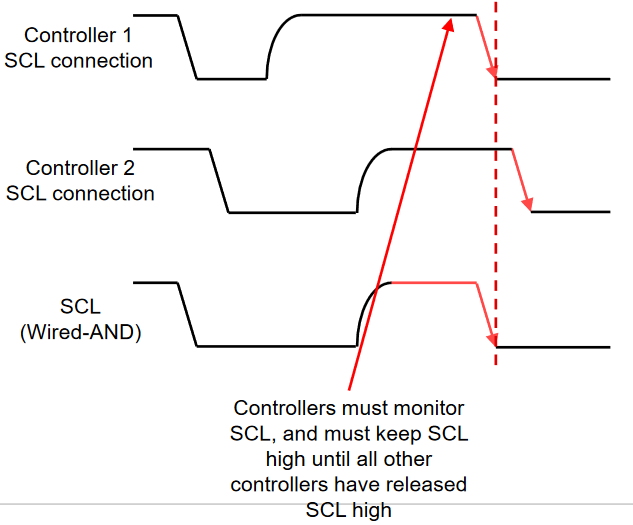 Controller 1
SCL connection
Controller 2
SCL connection
SCL
(Wired-AND)
Controllers must monitor
SCL, and must keep SCL
high until all other
controllers have released
SCL high